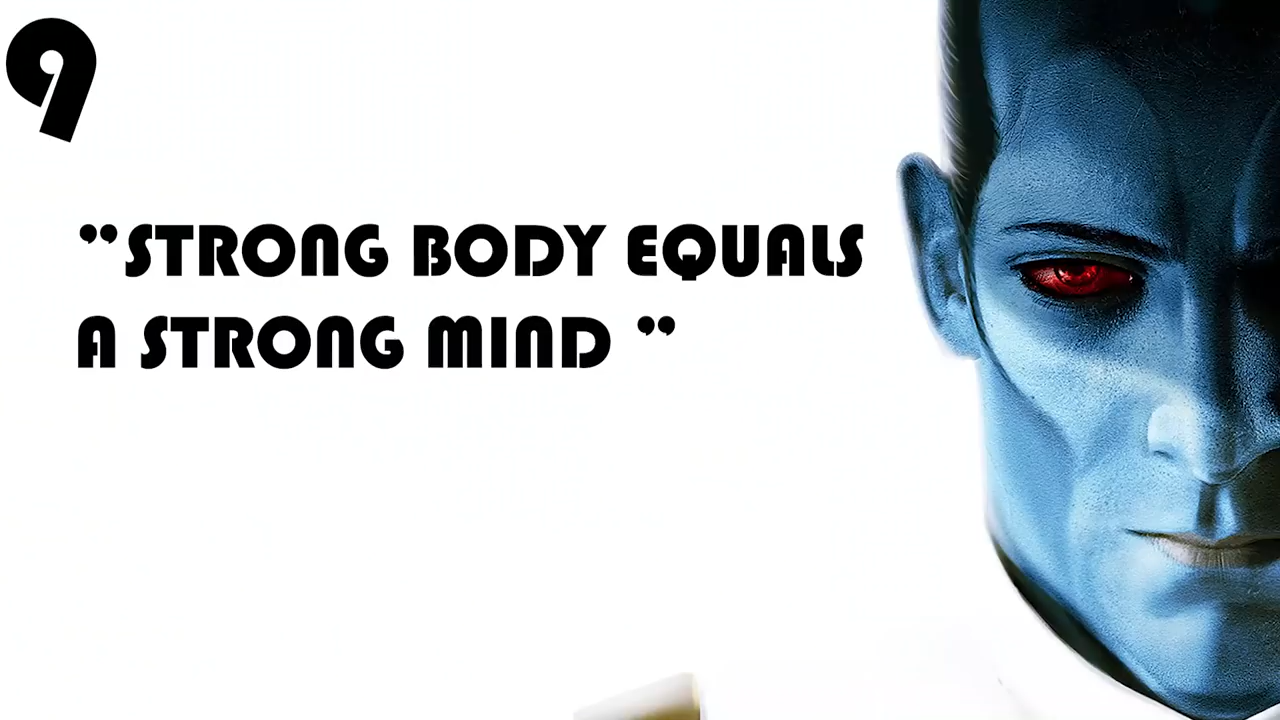 9
”STRONG BODY EQUALS
A STRONG MIND ”